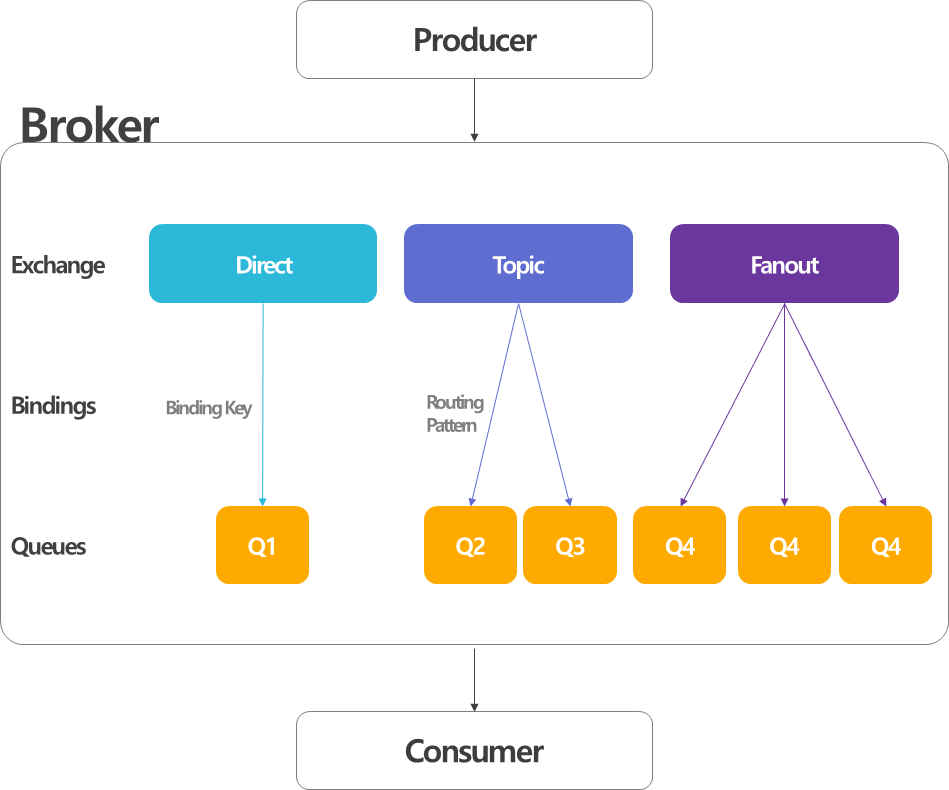 Producer
Broker
Exchange
Direct
Topic
Fanout
Bindings
Binding Key
Routing
Pattern
Queues
Q1
Q2
Q3
Q4
Q4
Q4
Consumer